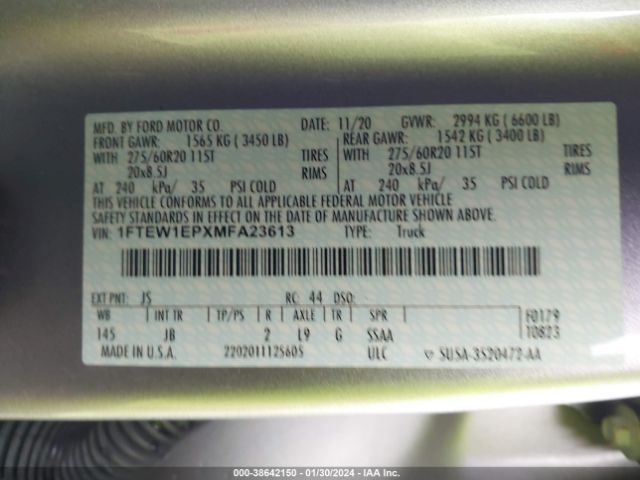 MFD. BY FORD MOTOR CO. DATE: 11/20 GVWR: 2994 KG ( 6600 LB)
FRONT GAWR: 1565 KG ( 3450 LB) REAR GAWR: 1542 KG ( 3400 LB)
WITH 275/60R20 115T TIRES WITH 275/60R20 115T TIRES
20x8.5J RIMS 20x8.5J RIMS
AT 240 kPa/ 35 PSI COLD AT 240 kPa/ 35 PSI COLD
THIS VEHICLE CONFORMS TO ALL APPLICABLE FEDERAL MOTOR VEHICLE
SAFETY STANDARDS IN EFFECT ON THE DATE OF MANUFACTURE SHOWN ABOVE.
VIN: 1FTEW1EPXMFA23613 TYPE: Truck
EXT PNT: JS RC: 44 DSO:
WB INT TR TP/PS R AXLE TR SPR F0179
145 JB 2 L9 G SSAA T0823
MADE IN U.S.A. 2202011125605 ULC SUSA-3520472-AA
000-38642150 - 01/30/2024 - IAA Inc.